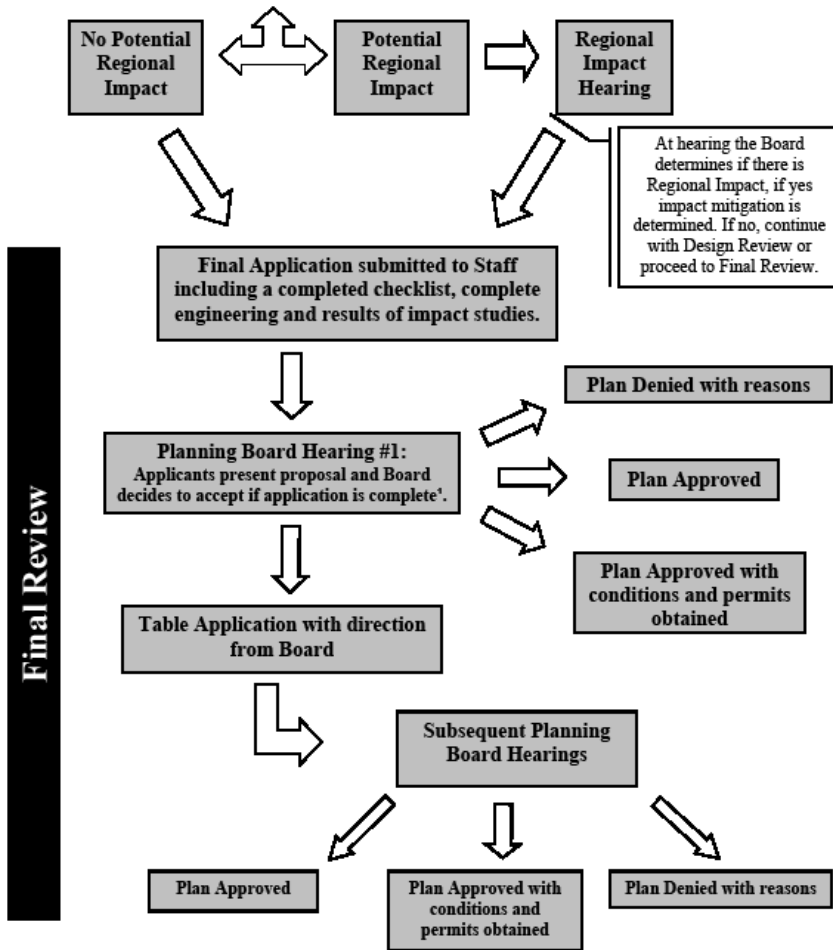 No Potential
Regional
Impact
Potential
Regional
Impact
Regional
Impact
Hearing
At hearing the Board
determines if there is
Regional Impact, if yes
impact mitigation is
determined. If no, continue
with Design Review or
proceed to Final Review.
Final Review
Final Application submitted to Staff
including a completed checklist, complete
engineering and results of impact studies.
Plan Denied with reasons
Planning Board Hearing #1:
Applicants present proposal and Board
decides to accept if application is complete⁴.
Plan Approved
Plan Approved with
conditions and permits
obtained
Table Application with direction
from Board
Subsequent Planning
Board Hearings
Plan Approved
Plan Approved with
conditions and
permits obtained
Plan Denied with reasons